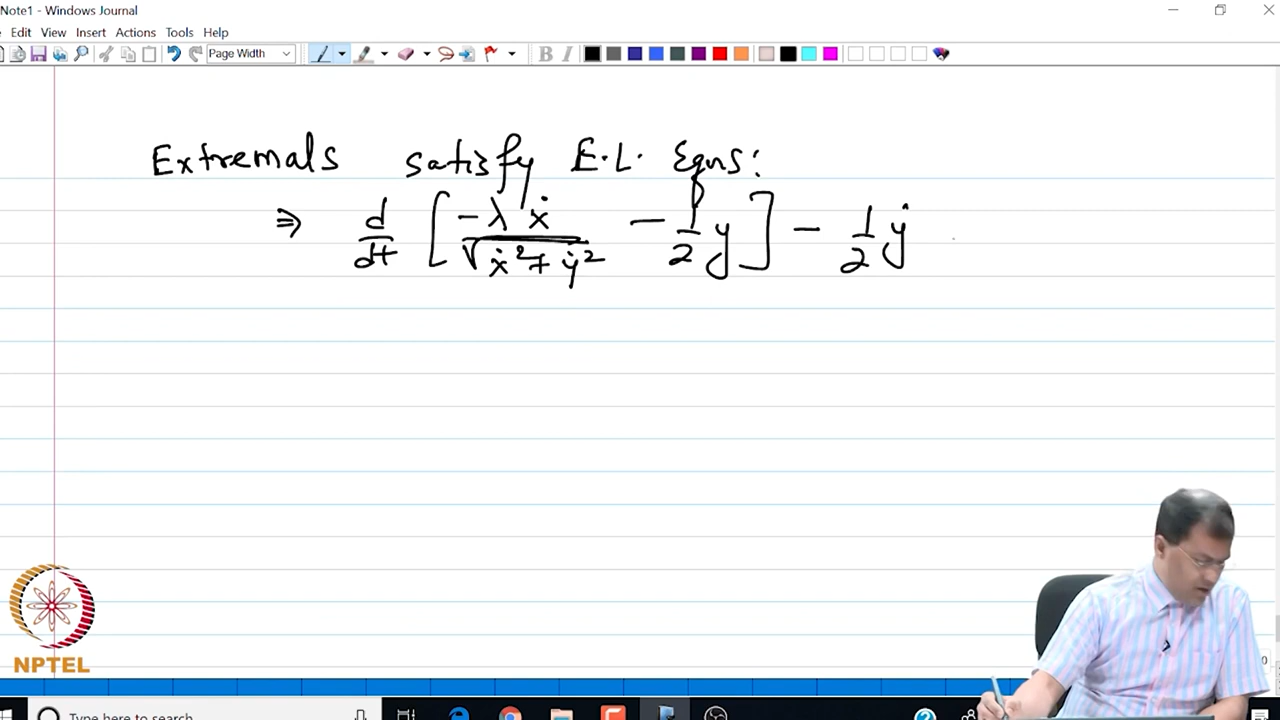 Note1 - Windows Journal
Edit View Insert Actions Tools Help
Page Width B I
Extremals satisfy E.L. Eqns:
⇒ d/dt [ -λ ẋ / √(ẋ² + ẏ²) - 1/2 y ] - 1/2 ẏ
NPTEL
Type here to search